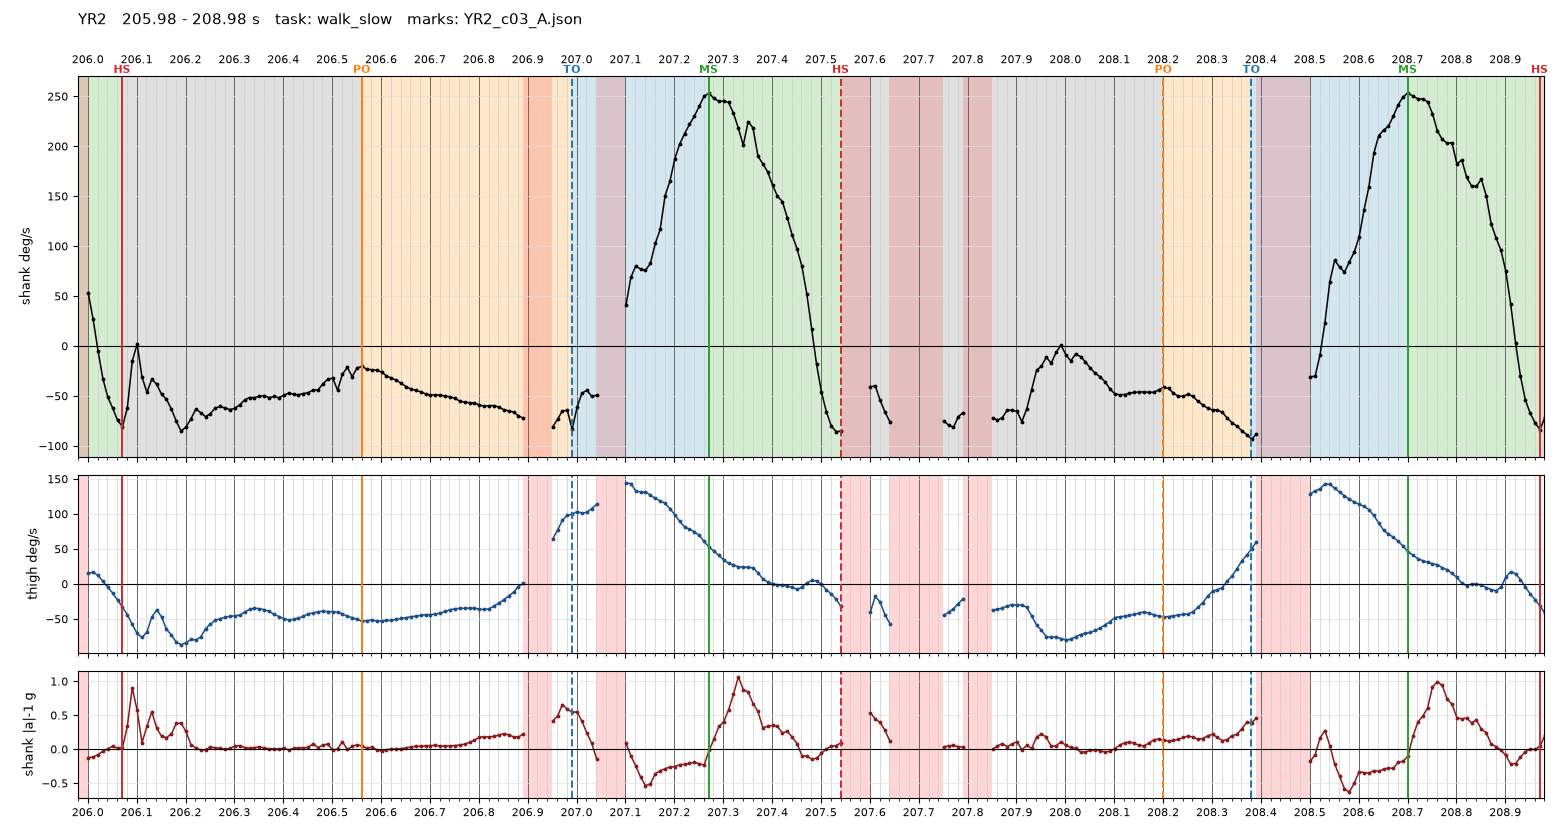 YR2   205.98 - 208.98 s   task: walk_slow   marks: YR2_c03_A.json
206.0 206.1 206.2 206.3 206.4 206.5 206.6 206.7 206.8 206.9 207.0 207.1 207.2 207.3 207.4 207.5 207.6 207.7 207.8 207.9 208.0 208.1 208.2 208.3 208.4 208.5 208.6 208.7 208.8 208.9
HS PO TO MS HS PO TO MS HS
250
200
150
100
50
0
−50
−100
shank deg/s
150
100
50
0
−50
thigh deg/s
1.0
0.5
0.0
−0.5
shank |a|-1 g
206.0 206.1 206.2 206.3 206.4 206.5 206.6 206.7 206.8 206.9 207.0 207.1 207.2 207.3 207.4 207.5 207.6 207.7 207.8 207.9 208.0 208.1 208.2 208.3 208.4 208.5 208.6 208.7 208.8 208.9